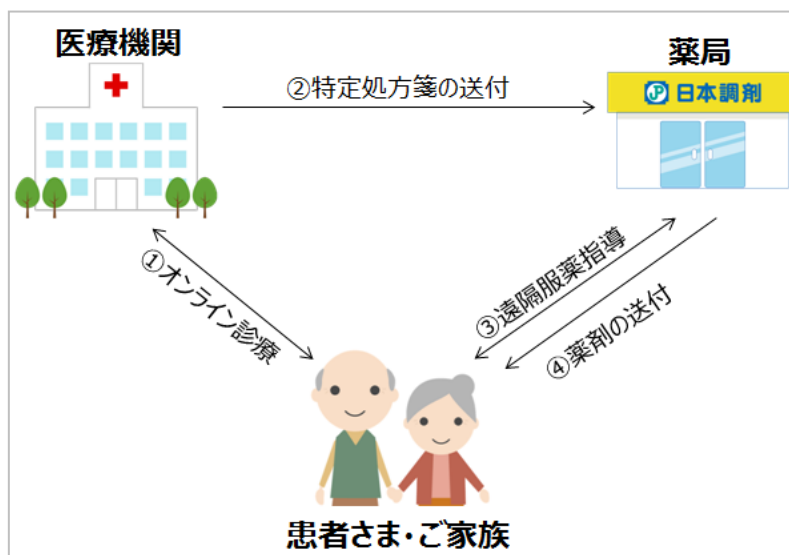 医療機関
薬局
②特定処方箋の送付
JP 日本調剤
①オンライン診療
③遠隔服薬指導
④薬剤の送付
患者さま・ご家族